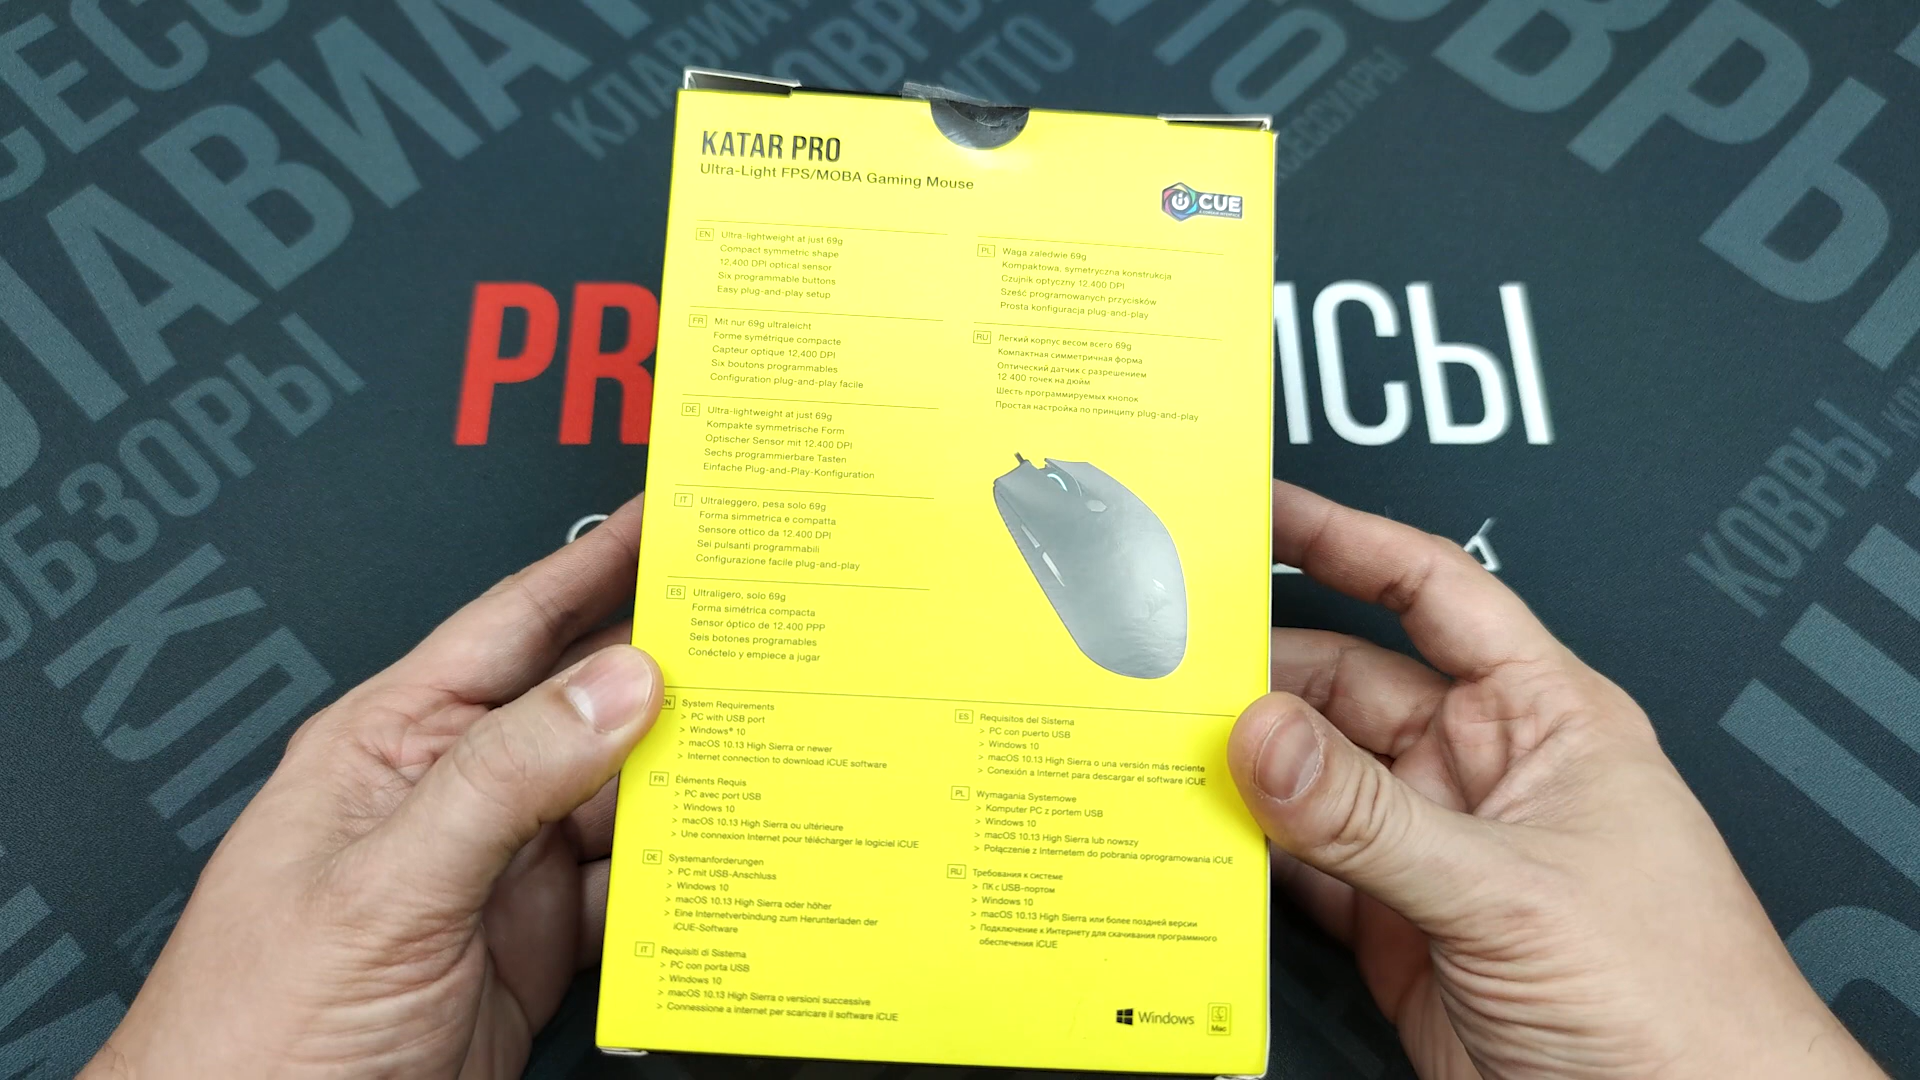 KATAR PRO
Ultra-Light FPS/MOBA Gaming Mouse
iCUE
EN
Ultra-lightweight at just 69g
Compact symmetric shape
12,400 DPI optical sensor
Six programmable buttons
Easy plug-and-play setup
FR
Mit nur 69g ultraleicht
Forme symétrique compacte
Capteur optique 12,400 DPI
Six boutons programmables
Configuration plug-and-play facile
DE
Ultra-lightweight at just 69g
Kompakte symmetrische Form
Optischer Sensor mit 12.400 DPI
Sechs programmierbare Tasten
Einfache Plug-and-Play-Konfiguration
IT
Ultraleggero, pesa solo 69g
Forma simmetrica e compatta
Sensore ottico da 12.400 DPI
Sei pulsanti programmabili
Configurazione facile plug-and-play
ES
Ultraligero, solo 69g
Forma simétrica compacta
Sensor óptico de 12.400 PPP
Seis botones programables
Conéctelo y empiece a jugar
PL
Waga zaledwie 69g
Kompaktowa, symetryczna konstrukcja
Czujnik optyczny 12.400 DPI
Sześć programowanych przycisków
Prosta konfiguracja plug-and-play
RU
Легкий корпус весом всего 69g
Компактная симметричная форма
Оптический датчик с разрешением
12 400 точек на дюйм
Шесть программируемых кнопок
Простая настройка по принципу plug-and-play
EN
System Requirements
> PC with USB port
> Windows® 10
> macOS 10.13 High Sierra or newer
> Internet connection to download iCUE software
FR
Éléments Requis
> PC avec port USB
> Windows 10
> macOS 10.13 High Sierra ou ultérieure
> Une connexion Internet pour télécharger le logiciel iCUE
DE
Systemanforderungen
> PC mit USB-Anschluss
> Windows 10
> macOS 10.13 High Sierra oder höher
> Eine Internetverbindung zum Herunterladen der
iCUE-Software
IT
Requisiti di Sistema
> PC con porta USB
> Windows 10
> macOS 10.13 High Sierra o versioni successive
> Connessione a internet per scaricare il software iCUE
ES
Requisitos del Sistema
> PC con puerto USB
> Windows 10
> macOS 10.13 High Sierra o una versión más reciente
> Conexión a Internet para descargar el software iCUE
PL
Wymagania Systemowe
> Komputer PC z portem USB
> Windows 10
> macOS 10.13 High Sierra lub nowszy
> Połączenie z Internetem do pobrania oprogramowania iCUE
RU
Требования к системе
> ПК с USB-портом
> Windows 10
> macOS 10.13 High Sierra или более поздней версии
> Подключение к Интернету для скачивания программного
обеспечения iCUE
Windows
Mac
КОВРЫ